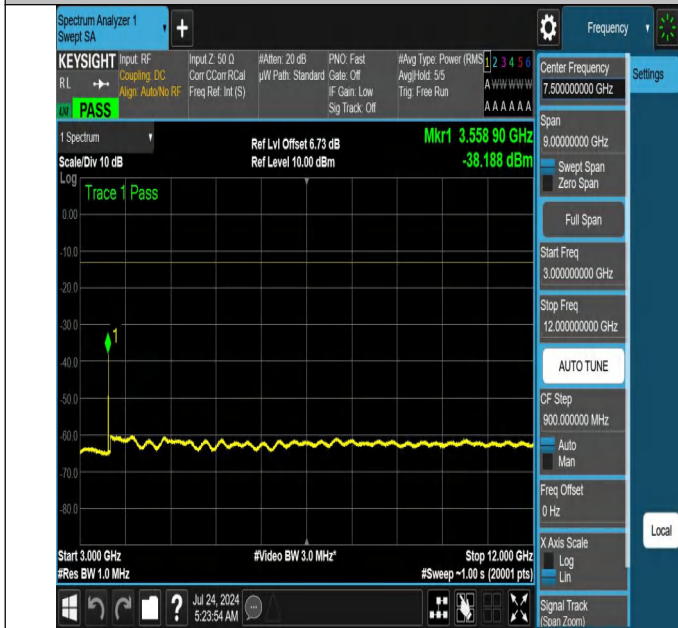 Spectrum Analyzer 1
Swept SA
Frequency
KEYSIGHT
RL
PASS
Input: RF
Coupling: DC
Align: Auto/No RF
Input Z: 50 Ω
Corr CCorr RCal
Freq Ref: Int (S)
#Atten: 20 dB
µW Path: Standard
PNO: Fast
Gate: Off
IF Gain: Low
Sig Track: Off
#Avg Type: Power (RMS
Avg|Hold: 5/5
Trig: Free Run
1 2 3 4 5 6
A W W W W W
A A A A A A
1 Spectrum
Scale/Div 10 dB
Log
Ref Lvl Offset 6.73 dB
Ref Level 10.00 dBm
Mkr1 3.558 90 GHz
-38.188 dBm
Trace 1 Pass
0.00
-10.0
-20.0
-30.0
1
-40.0
-50.0
-60.0
-70.0
-80.0
Start 3.000 GHz
#Res BW 1.0 MHz
#Video BW 3.0 MHz*
Stop 12.000 GHz
#Sweep ~1.00 s (20001 pts)
?
Jul 24, 2024
5:23:54 AM
Center Frequency
7.500000000 GHz
Settings
Span
9.00000000 GHz
Swept Span
Zero Span
Full Span
Start Freq
3.000000000 GHz
Stop Freq
12.000000000 GHz
AUTO TUNE
CF Step
900.000000 MHz
Auto
Man
Freq Offset
0 Hz
Local
X Axis Scale
Log
Lin
Signal Track
(Span Zoom)